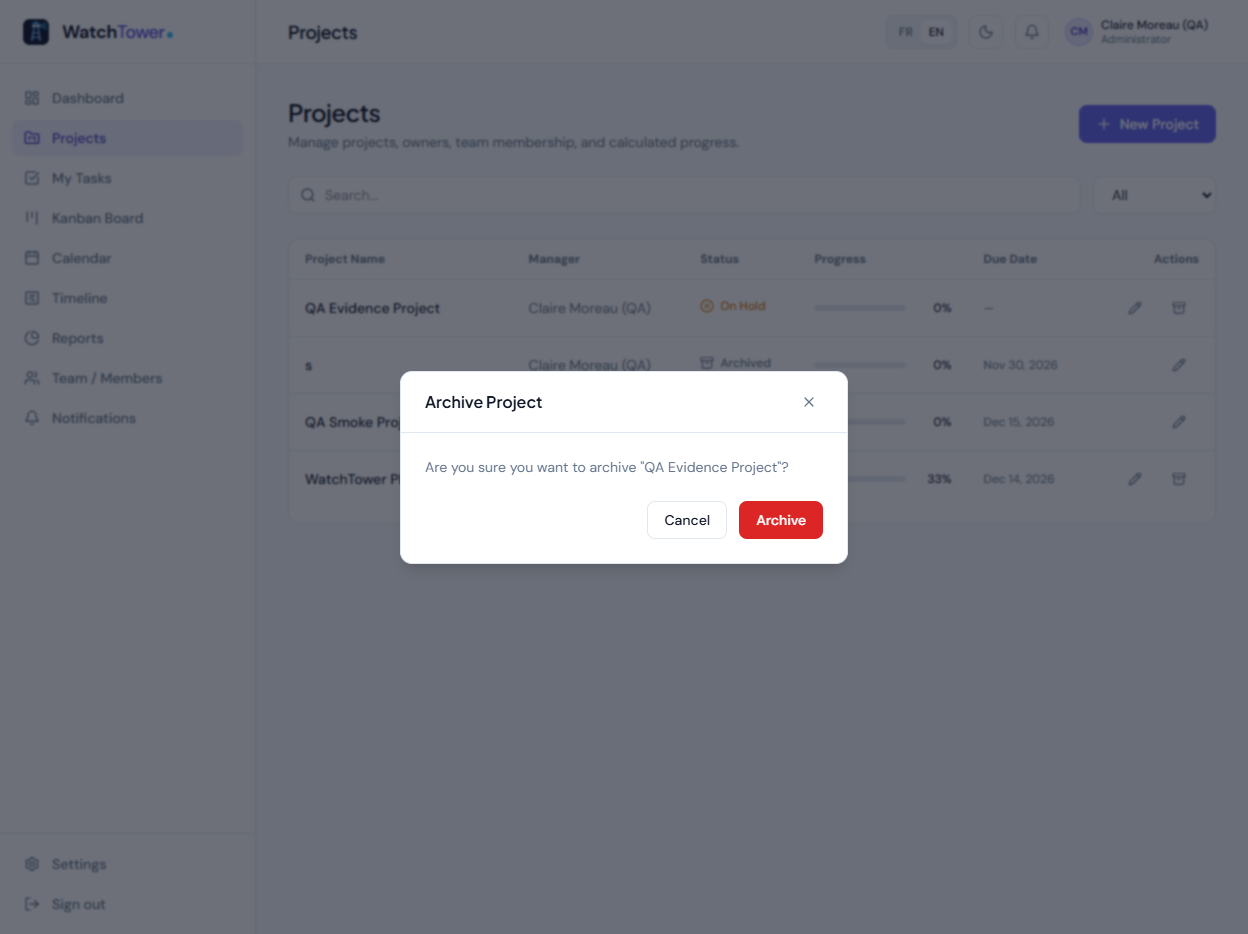 WatchTower
Projects
FR EN
CM
Claire Moreau (QA)
Administrator
Dashboard
Projects
My Tasks
Kanban Board
Calendar
Timeline
Reports
Team / Members
Notifications
Settings
Sign out
Projects
Manage projects, owners, team membership, and calculated progress.
New Project
Search...
All
Project Name Manager Status Progress Due Date Actions
QA Evidence Project Claire Moreau (QA) On Hold 0% —
s Claire Moreau (QA) Archived 0% Nov 30, 2026
QA Smoke 0% Dec 15, 2026
WatchTower 33% Dec 14, 2026
Archive Project
Are you sure you want to archive "QA Evidence Project"?
Cancel
Archive